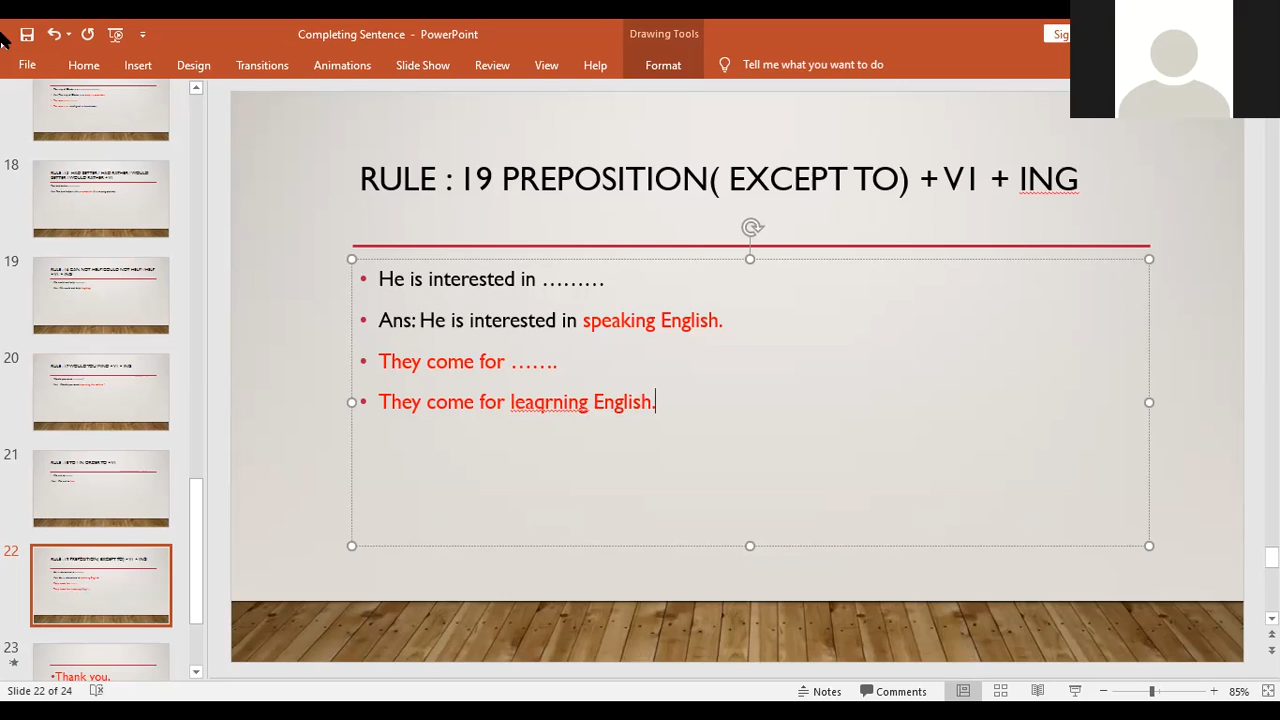 Completing Sentence - PowerPoint
Drawing Tools
Sig
File Home Insert Design Transitions Animations Slide Show Review View Help Format Tell me what you want to do
RULE : 19 PREPOSITION( EXCEPT TO) + V1 + ING
• He is interested in ………
• Ans: He is interested in speaking English.
• They come for …….
• They come for leaqrning English.
18
19
20
21
22
23
•Thank you.
Slide 22 of 24
Notes Comments 85%